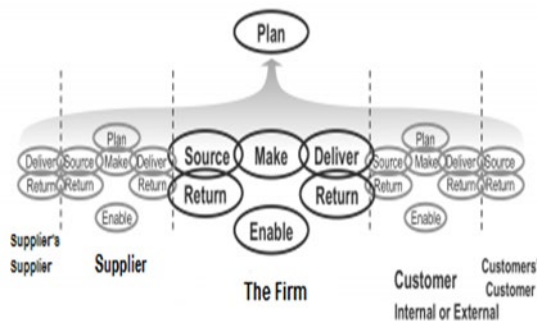 Plan
Plan
Plan
Deliver Source Make Deliver Source Make Deliver Source Make Deliver Source
Return Return Return Return Return Return Return Return
Enable Enable Enable
Supplier's
Supplier
Supplier
The Firm
Customer
Internal or External
Customers'
Customer